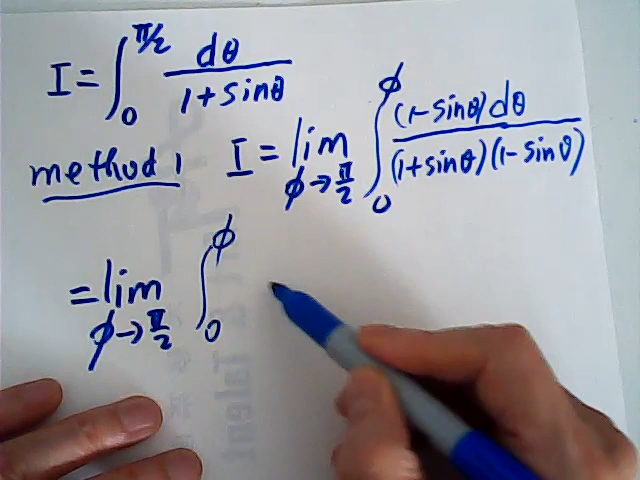 I = ∫₀^{π/2} dθ / (1 + sinθ)
method 1 I = lim_{ϕ→π/2} ∫₀^ϕ (1 - sinθ) dθ / (1 + sinθ)(1 - sinθ)
= lim_{ϕ→π/2} ∫₀^ϕ